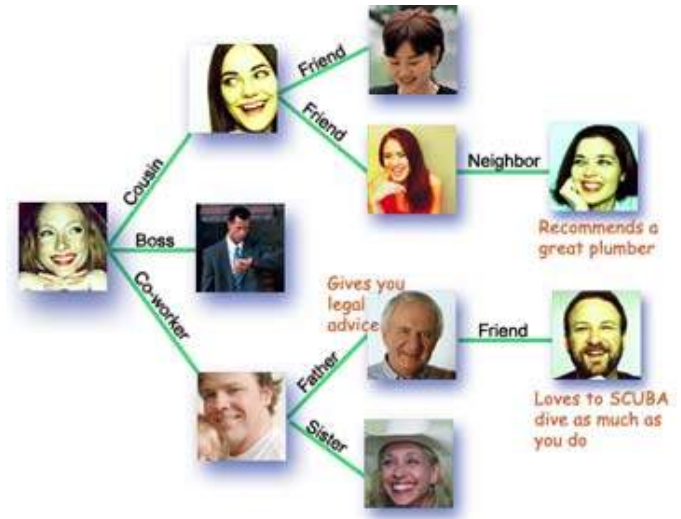 Friend
Friend
Neighbor
Cousin
Recommends a
great plumber
Boss
Co-worker
Gives you
legal
advice
Friend
Father
Loves to SCUBA
dive as much as
you do
Sister